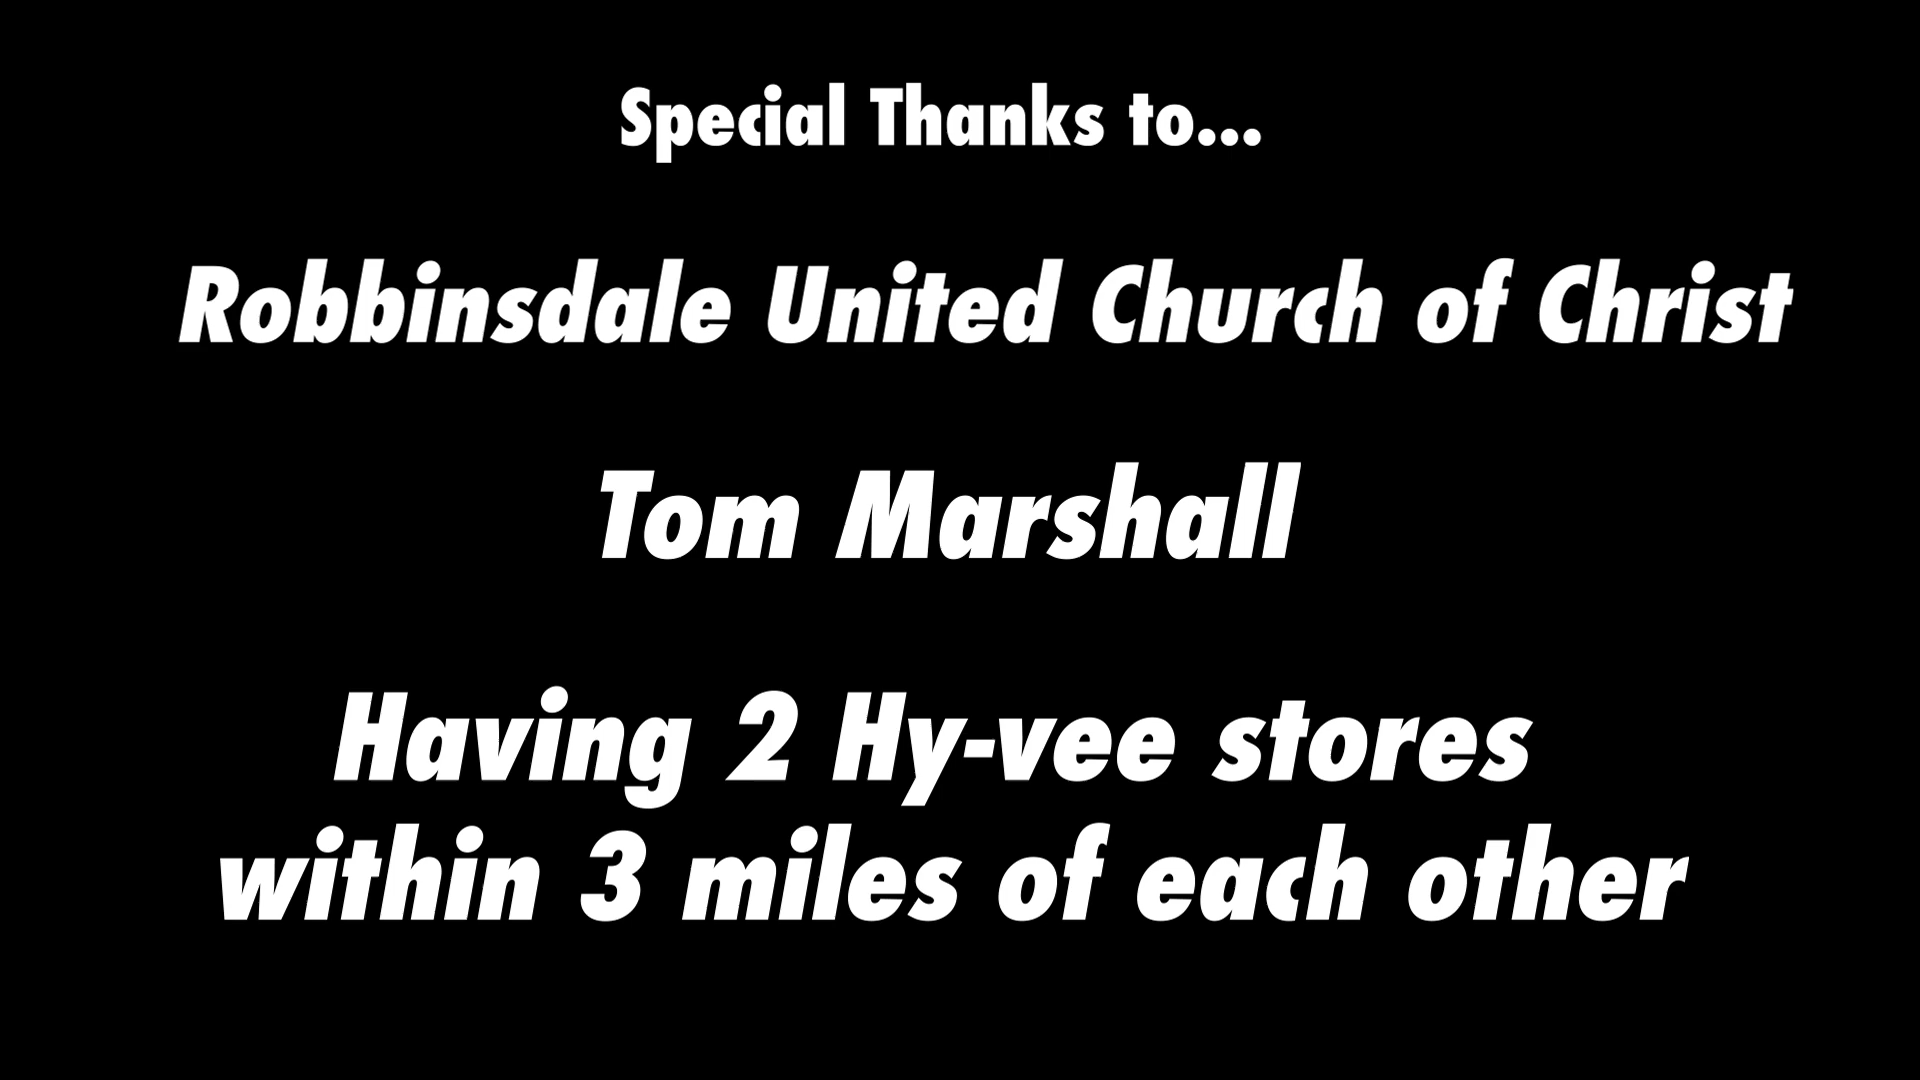 Special Thanks to...
Robbinsdale United Church of Christ
Tom Marshall
Having 2 Hy-vee stores
within 3 miles of each other